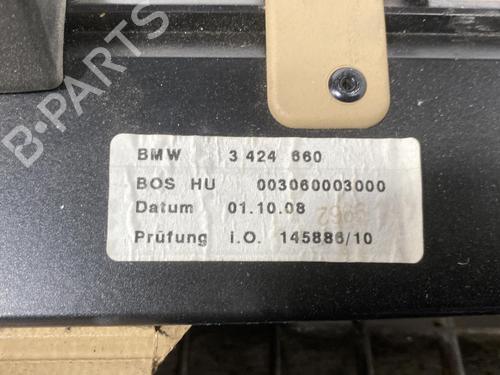 B-PARTS
BMW 3 424 660
BOS HU 003060003000
Datum 01.10.08
Prüfung i.O. 145886/10